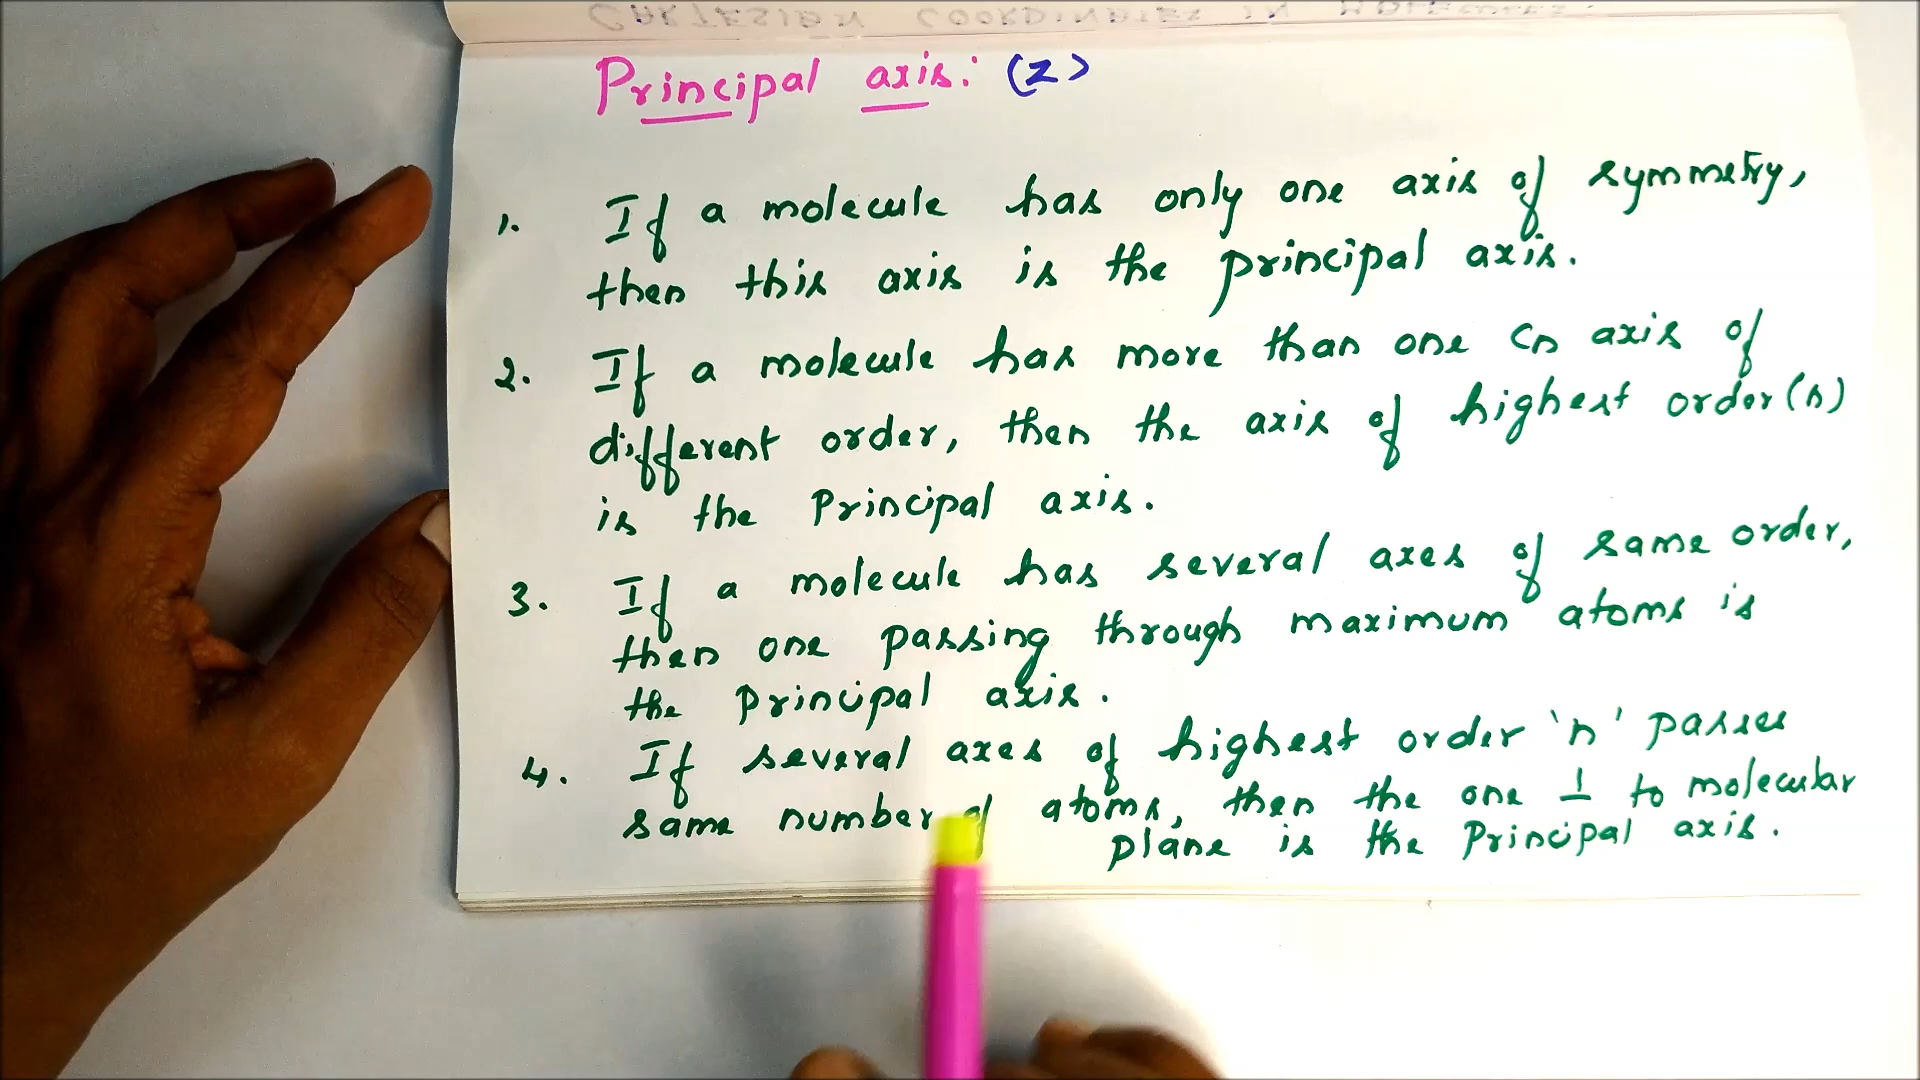 CARTESIAN COORDINATES IN MOLECULES:
Principal axis: (z)
1. If a molecule has only one axis of symmetry,
then this axis is the principal axis.
2. If a molecule has more than one Cn axis of
different order, then the axis of highest order(n)
is the Principal axis.
3. If a molecule has several axes of same order,
then one passing through maximum atoms is
the Principal axis.
4. If several axes of highest order 'n' passes
same number of atoms, then the one ⊥ to molecular
plane is the Principal axis.